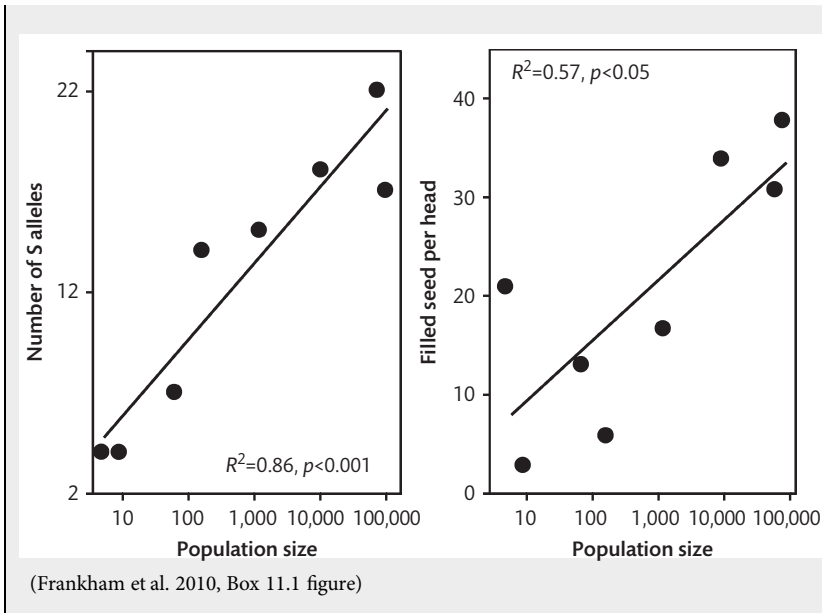 22
12
2
Number of S alleles
R²=0.86, p<0.001
10 100 1,000 10,000 100,000
Population size
R²=0.57, p<0.05
40
30
20
10
0
Filled seed per head
10 100 1,000 10,000 100,000
Population size
(Frankham et al. 2010, Box 11.1 figure)